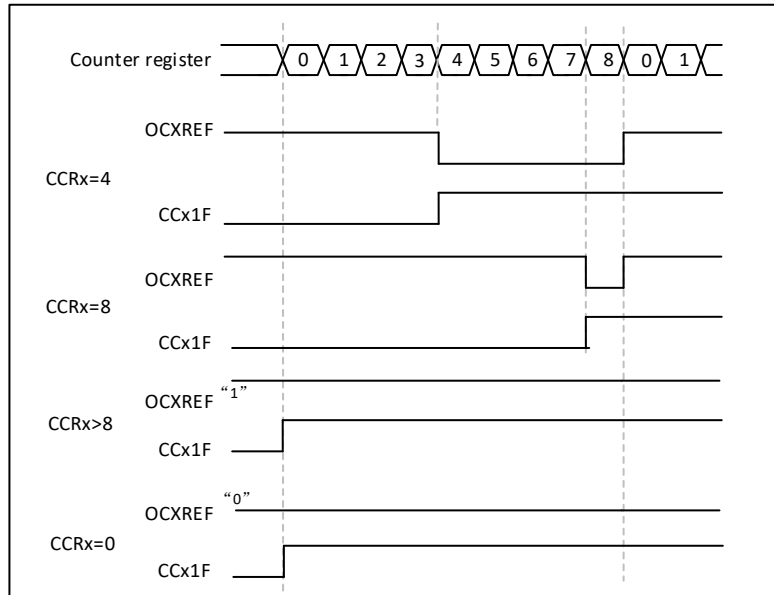 Counter register 0 1 2 3 4 5 6 7 8 0 1
OCXREF
CCRx=4
CCx1F
OCXREF
CCRx=8
CCx1F
OCXREF “1”
CCRx>8
CCx1F
OCXREF “0”
CCRx=0
CCx1F